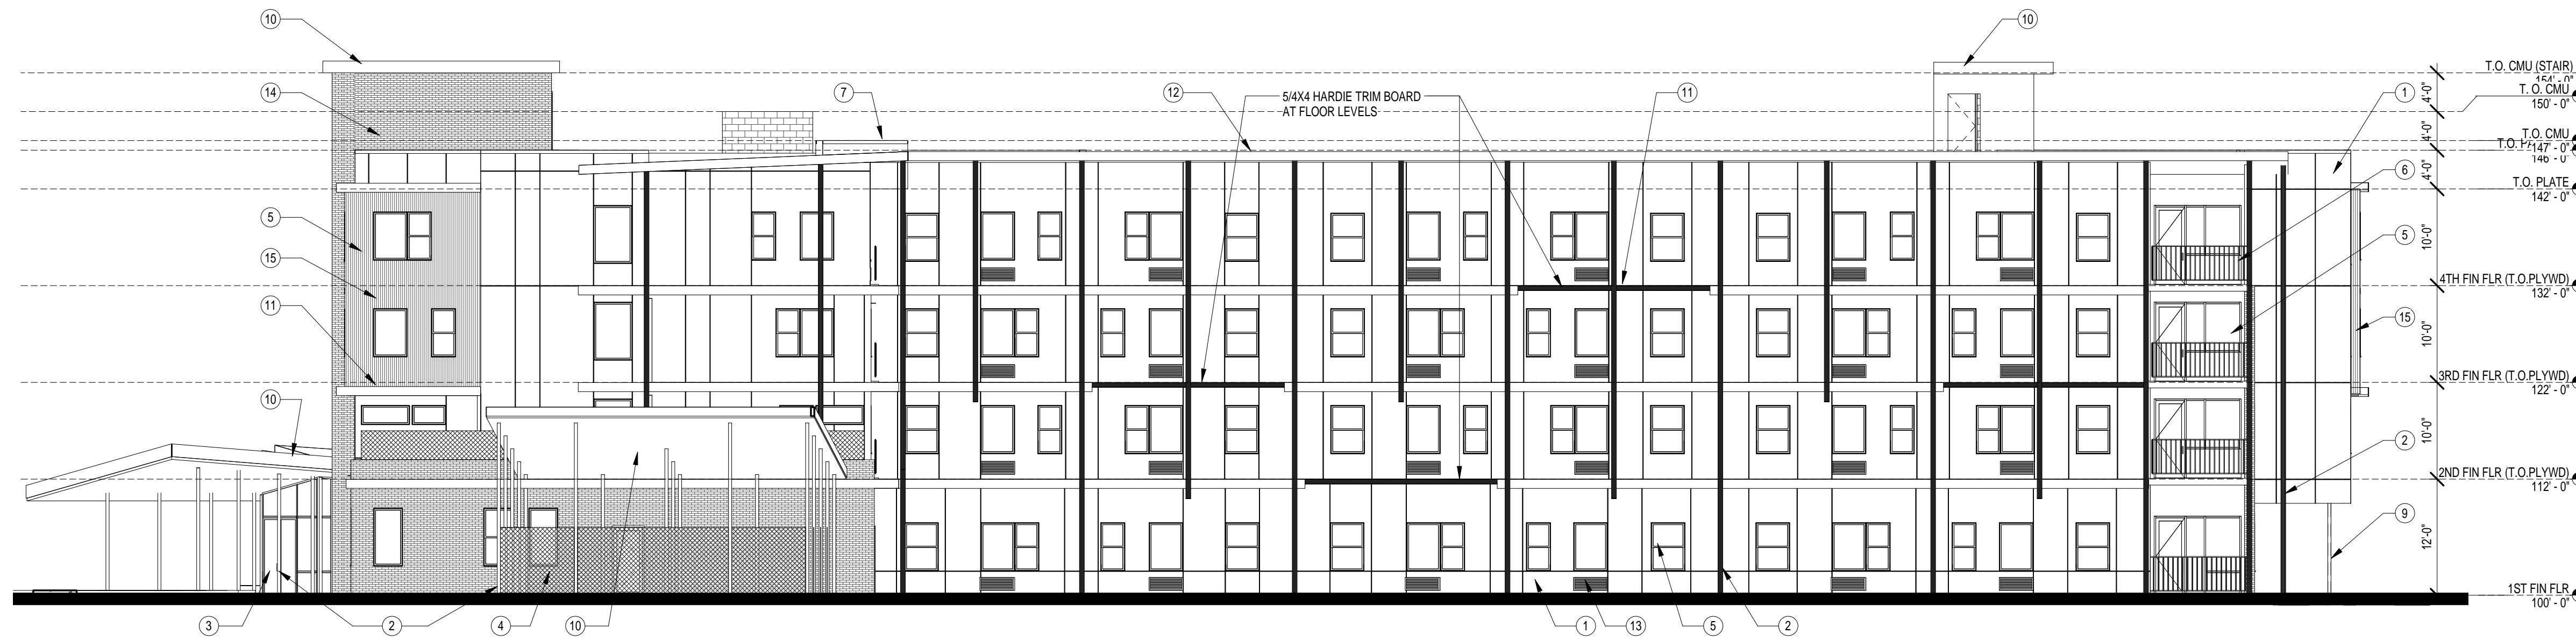 10
10
T.O. CMU (STAIR)
154' - 0"
14
7
12
5/4X4 HARDIE TRIM BOARD
AT FLOOR LEVELS
11
1
4'-0"
T. O. CMU
150' - 0"
4'-0"
T.O. CMU
147' - 0"
146' - 0"
4'-0"
6
T.O. PLATE
142' - 0"
5
5
10'-0"
15
4TH FIN FLR (T.O.PLYWD)
132' - 0"
11
15
10'-0"
3RD FIN FLR (T.O.PLYWD)
122' - 0"
10
2
10'-0"
2ND FIN FLR (T.O.PLYWD)
112' - 0"
9
12'-0"
1ST FIN FLR
100' - 0"
3
2
4
10
1
13
5
2